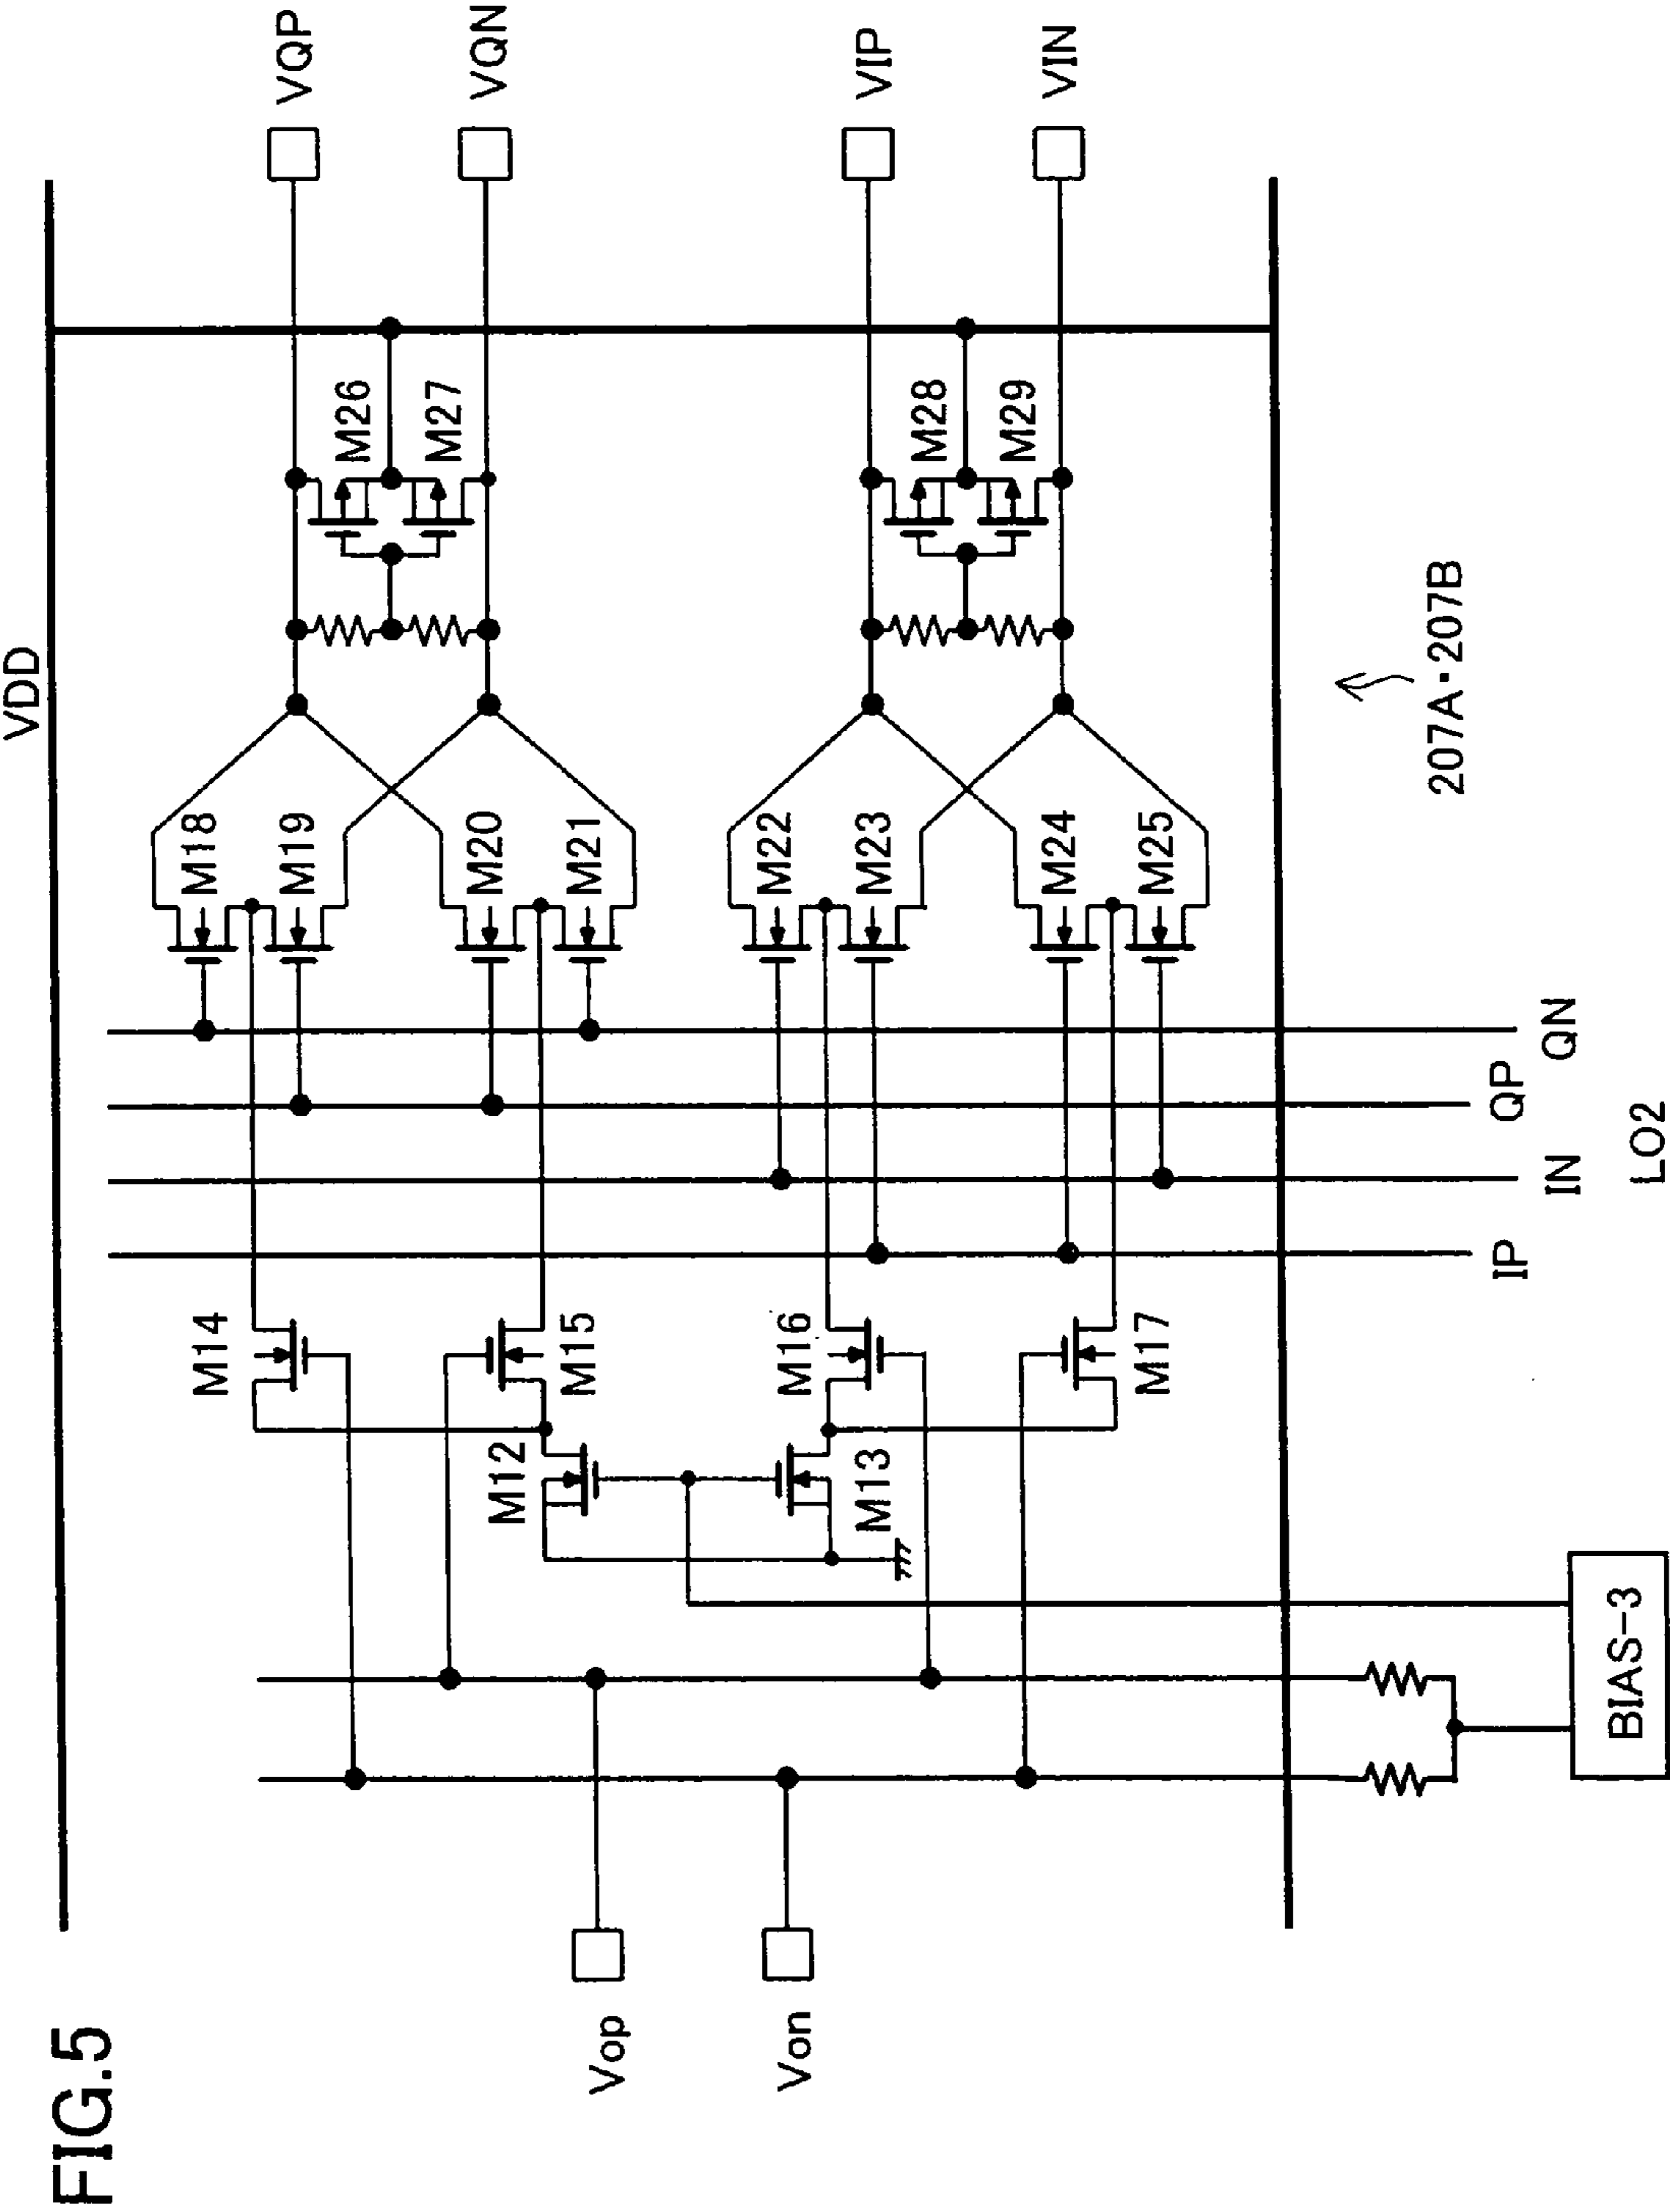 FIG.5
VDD
VQP
VQN
VIP
VIN
M26
M27
M28
M29
M18
M19
M20
M21
M22
M23
M24
M25
207A·207B
QN
QP
IN
IP
LO2
M14
M15
M16
M17
M12
M13
BIAS-3
Vop
Von